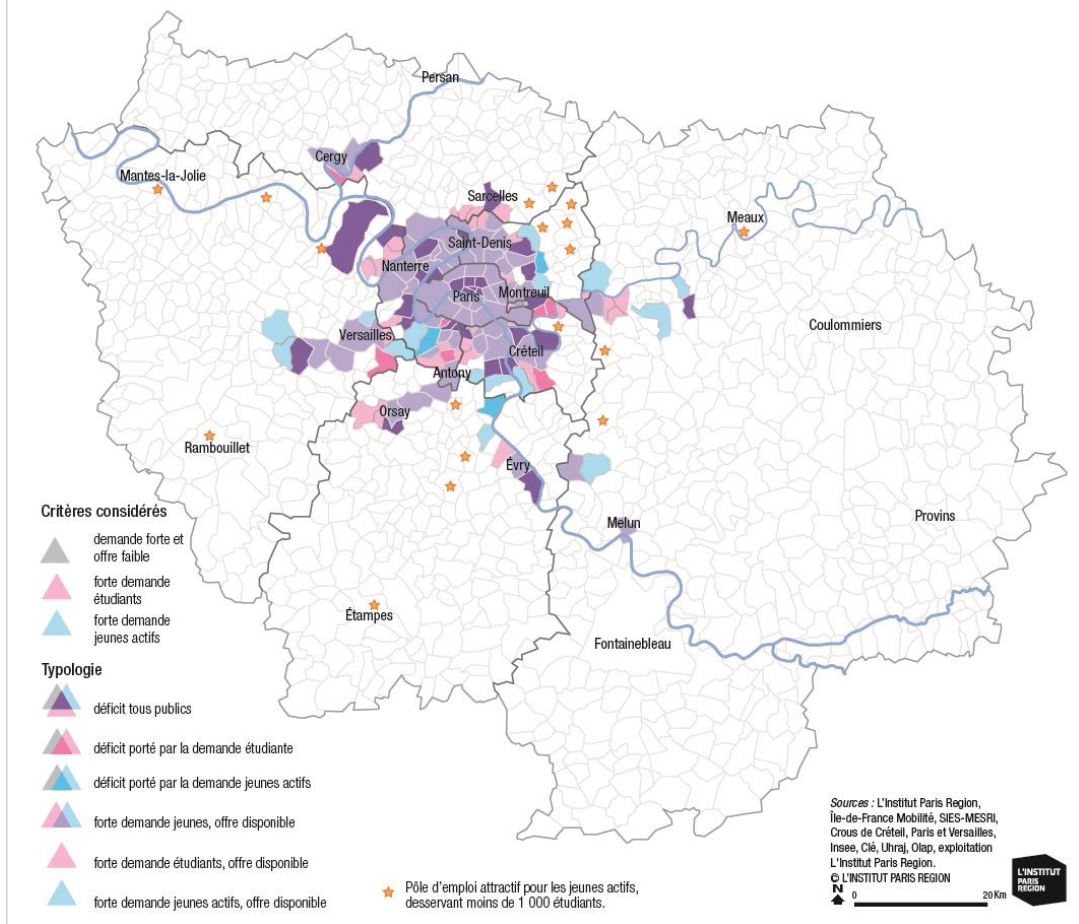 Persan
Cergy
Mantes-la-Jolie
Sarcelles
Meaux
Saint-Denis
Nanterre
Paris
Montreuil
Coulommiers
Versailles
Créteil
Antony
Orsay
Rambouillet
Évry
Provins
Melun
Étampes
Fontainebleau
Critères considérés
demande forte et
offre faible
forte demande
étudiants
forte demande
jeunes actifs
Typologie
déficit tous publics
déficit porté par la demande étudiante
déficit porté par la demande jeunes actifs
forte demande jeunes, offre disponible
forte demande étudiants, offre disponible
forte demande jeunes actifs, offre disponible
Pôle d'emploi attractif pour les jeunes actifs,
desservant moins de 1 000 étudiants.
Sources : L'Institut Paris Region,
Île-de-France Mobilité, SIES-MESRI,
Crous de Créteil, Paris et Versailles,
Insee, Clé, Uhraj, Olap, exploitation
L'Institut Paris Region.
© L'INSTITUT PARIS REGION
N
0 20 Km
L'INSTITUT
PARIS
REGION